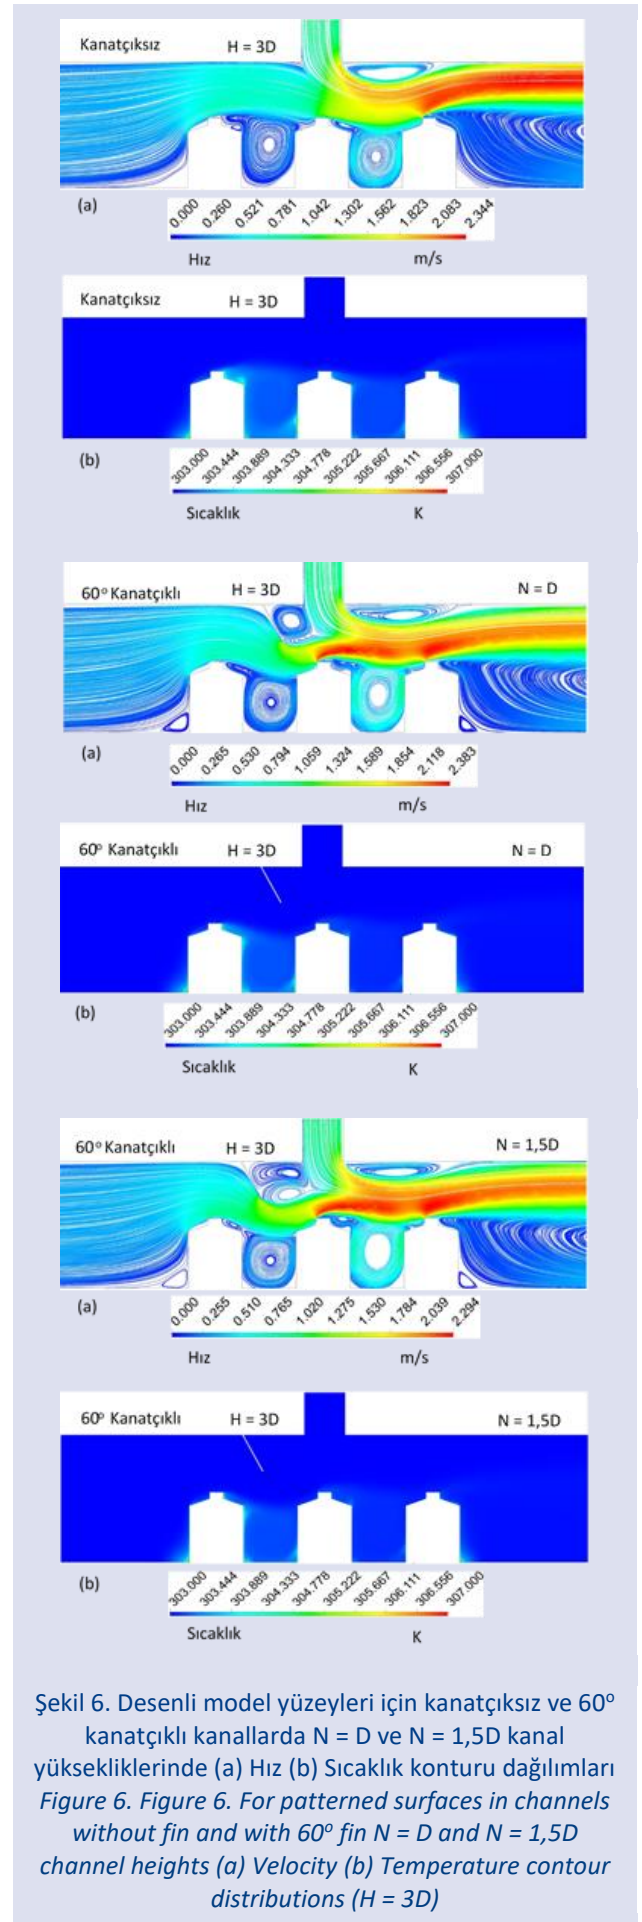 Kanatçıksız H = 3D
(a)
0.000 0.260 0.521 0.781 1.042 1.302 1.562 1.823 2.083 2.344
Hız m/s
Kanatçıksız H = 3D
(b)
303.000 303.444 303.889 304.333 304.778 305.222 305.667 306.111 306.556 307.000
Sıcaklık K
60º Kanatçıklı H = 3D N = D
(a)
0.000 0.265 0.530 0.794 1.059 1.324 1.589 1.854 2.118 2.383
Hız m/s
60º Kanatçıklı H = 3D N = D
(b)
303.000 303.444 303.889 304.333 304.778 305.222 305.667 306.111 306.556 307.000
Sıcaklık K
60º Kanatçıklı H = 3D N = 1,5D
(a)
0.000 0.255 0.510 0.765 1.020 1.275 1.530 1.784 2.039 2.294
Hız m/s
60º Kanatçıklı H = 3D N = 1,5D
(b)
303.000 303.444 303.889 304.333 304.778 305.222 305.667 306.111 306.556 307.000
Sıcaklık K
Şekil 6. Desenli model yüzeyleri için kanatçıksız ve 60º
kanatçıklı kanallarda N = D ve N = 1,5D kanal
yüksekliklerinde (a) Hız (b) Sıcaklık konturu dağılımları
Figure 6. Figure 6. For patterned surfaces in channels
without fin and with 60º fin N = D and N = 1,5D
channel heights (a) Velocity (b) Temperature contour
distributions (H = 3D)